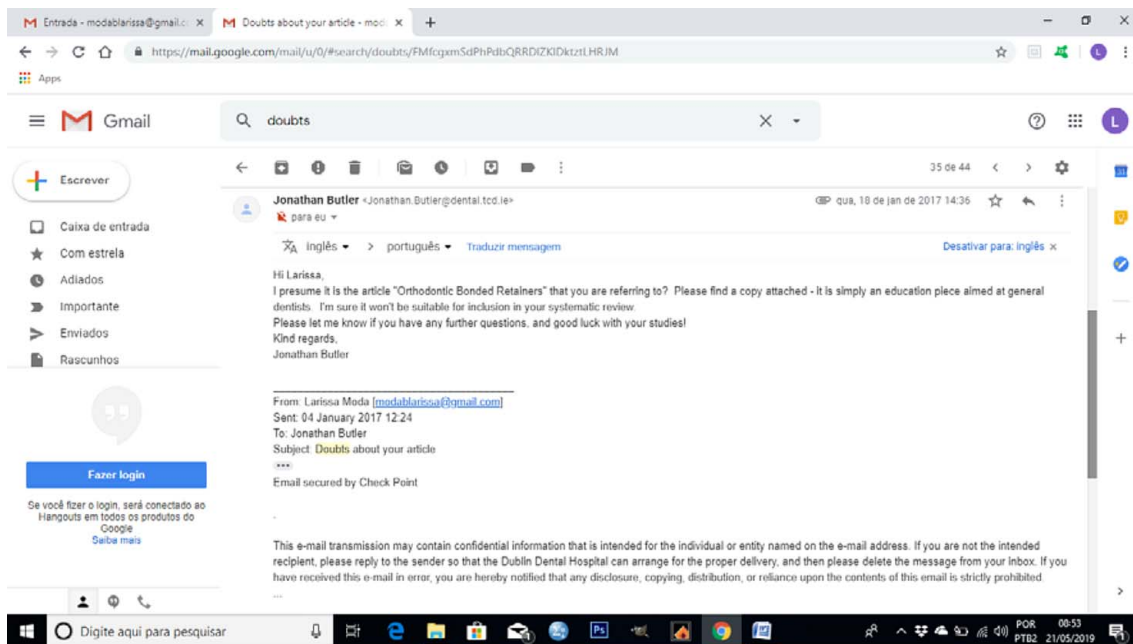 Entrada - modablarissa@gmail.c
Doubts about your article - mod
https://mail.google.com/mail/u/0/#search/doubts/FMfcgxmSdPhPdbQRRDlZKlDktztLHRJM
Apps
Gmail
doubts
L
Escrever
35 de 44
Jonathan Butler <Jonathan.Butler@dental.tcd.ie>
qua, 18 de jan de 2017 14:36
para eu
Caixa de entrada
inglês > português Traduzir mensagem
Desativar para: inglês ×
Com estrela
Adiados
Importante
Enviados
Rascunhos
Hi Larissa,
I presume it is the article "Orthodontic Bonded Retainers" that you are referring to? Please find a copy attached - it is simply an education piece aimed at general
dentists. I'm sure it won't be suitable for inclusion in your systematic review.
Please let me know if you have any further questions, and good luck with your studies!
Kind regards,
Jonathan Butler
From: Larissa Moda [modablarissa@gmail.com]
Sent: 04 January 2017 12:24
To: Jonathan Butler
Subject: Doubts about your article
Email secured by Check Point
Fazer login
Se você fizer o login, será conectado ao
Hangouts em todos os produtos do
Google
Saiba mais
This e-mail transmission may contain confidential information that is intended for the individual or entity named on the e-mail address. If you are not the intended
recipient, please reply to the sender so that the Dublin Dental Hospital can arrange for the proper delivery, and then please delete the message from your inbox. If you
have received this e-mail in error, you are hereby notified that any disclosure, copying, distribution, or reliance upon the contents of this email is strictly prohibited.
...
Digite aqui para pesquisar
Ps
POR
PTB2
08:53
21/05/2019